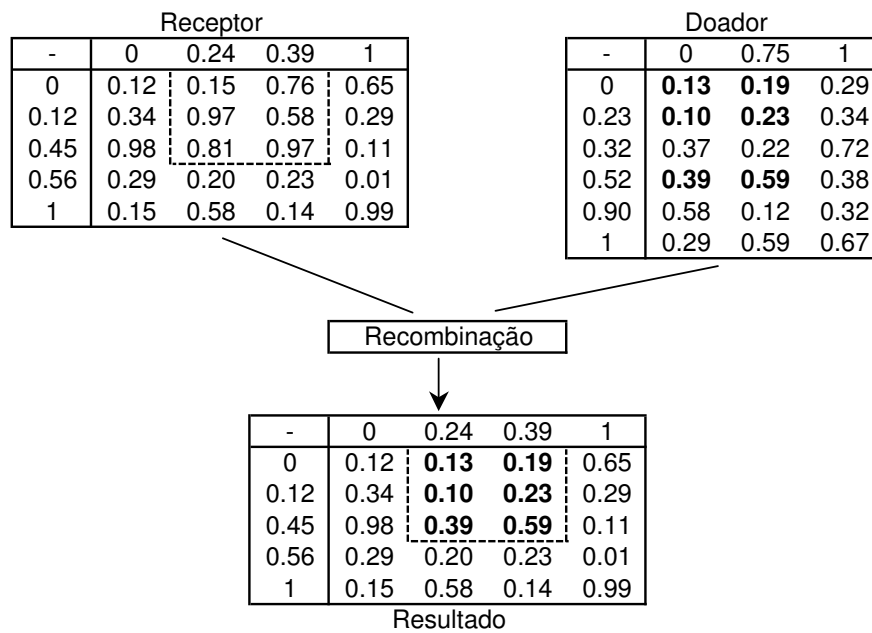 Receptor
- 0 0.24 0.39 1
0 0.12 0.15 0.76 0.65
0.12 0.34 0.97 0.58 0.29
0.45 0.98 0.81 0.97 0.11
0.56 0.29 0.20 0.23 0.01
1 0.15 0.58 0.14 0.99
Doador
- 0 0.75 1
0 0.13 0.19 0.29
0.23 0.10 0.23 0.34
0.32 0.37 0.22 0.72
0.52 0.39 0.59 0.38
0.90 0.58 0.12 0.32
1 0.29 0.59 0.67
Recombinação
- 0 0.24 0.39 1
0 0.12 0.13 0.19 0.65
0.12 0.34 0.10 0.23 0.29
0.45 0.98 0.39 0.59 0.11
0.56 0.29 0.20 0.23 0.01
1 0.15 0.58 0.14 0.99
Resultado